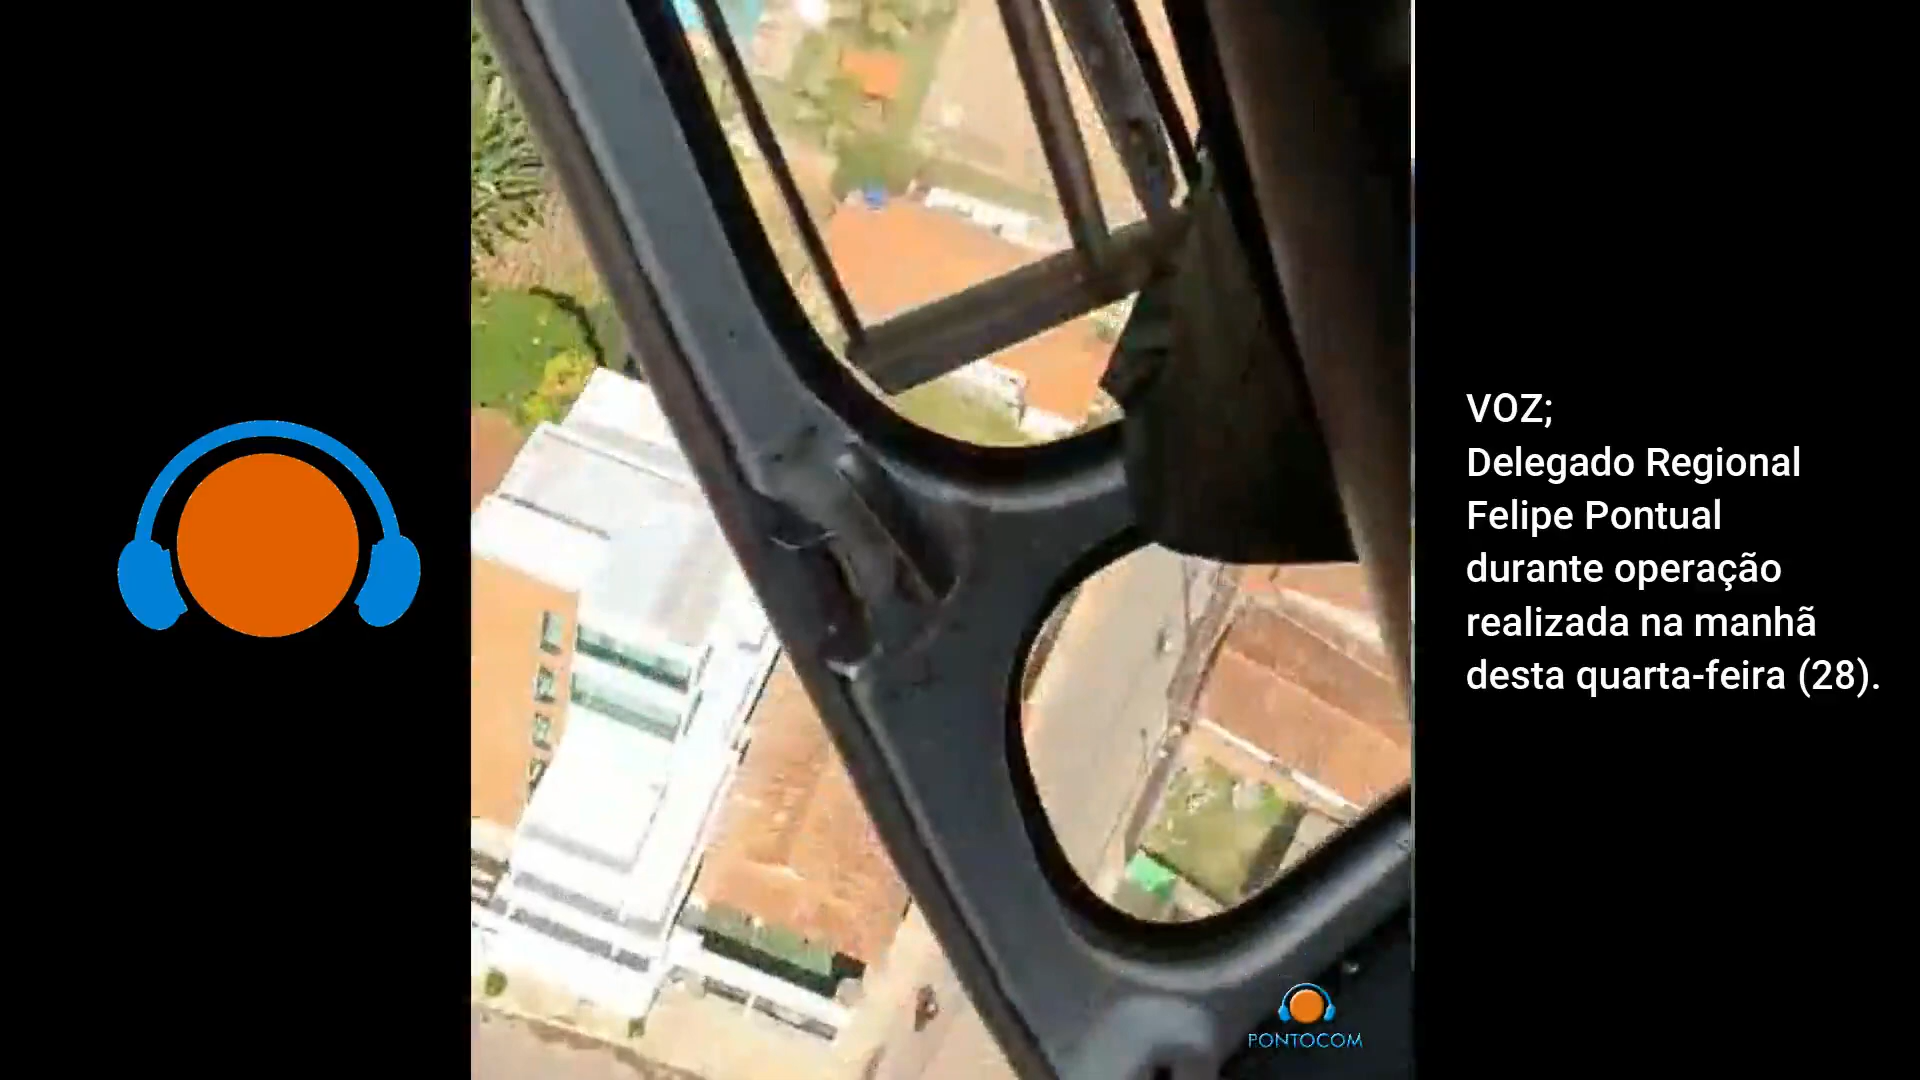 VOZ;
Delegado Regional
Felipe Pontual
durante operação
realizada na manhã
desta quarta-feira (28).
PONTOCOM